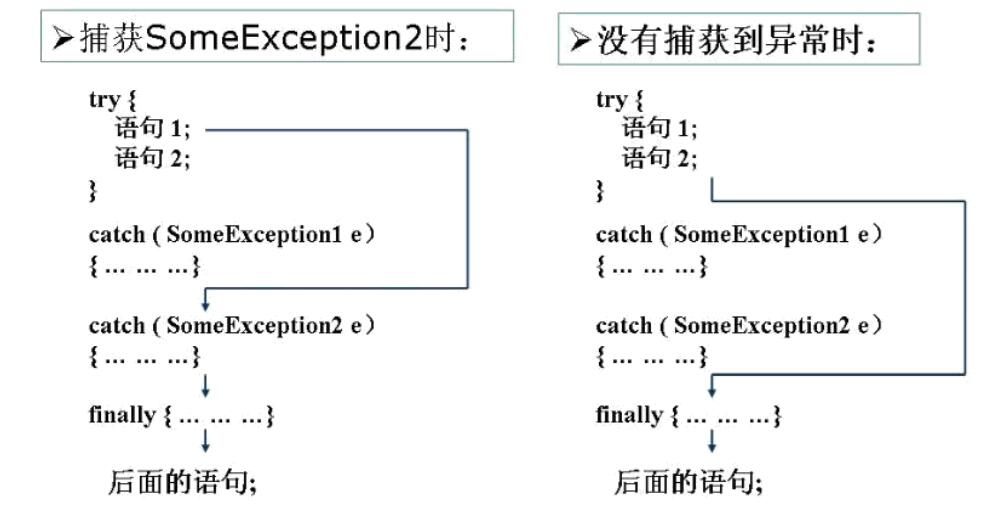 ➢捕获SomeException2时：
try {
语句 1;
语句 2;
}
catch ( SomeException1 e）
{ ... ... ...}
catch ( SomeException2 e）
{ ... ... ...}
finally { ... ... ...}
后面的语句;
➢没有捕获到异常时：
try {
语句 1;
语句 2;
}
catch ( SomeException1 e）
{ ... ... ...}
catch ( SomeException2 e）
{ ... ... ...}
finally { ... ... ...}
后面的语句;